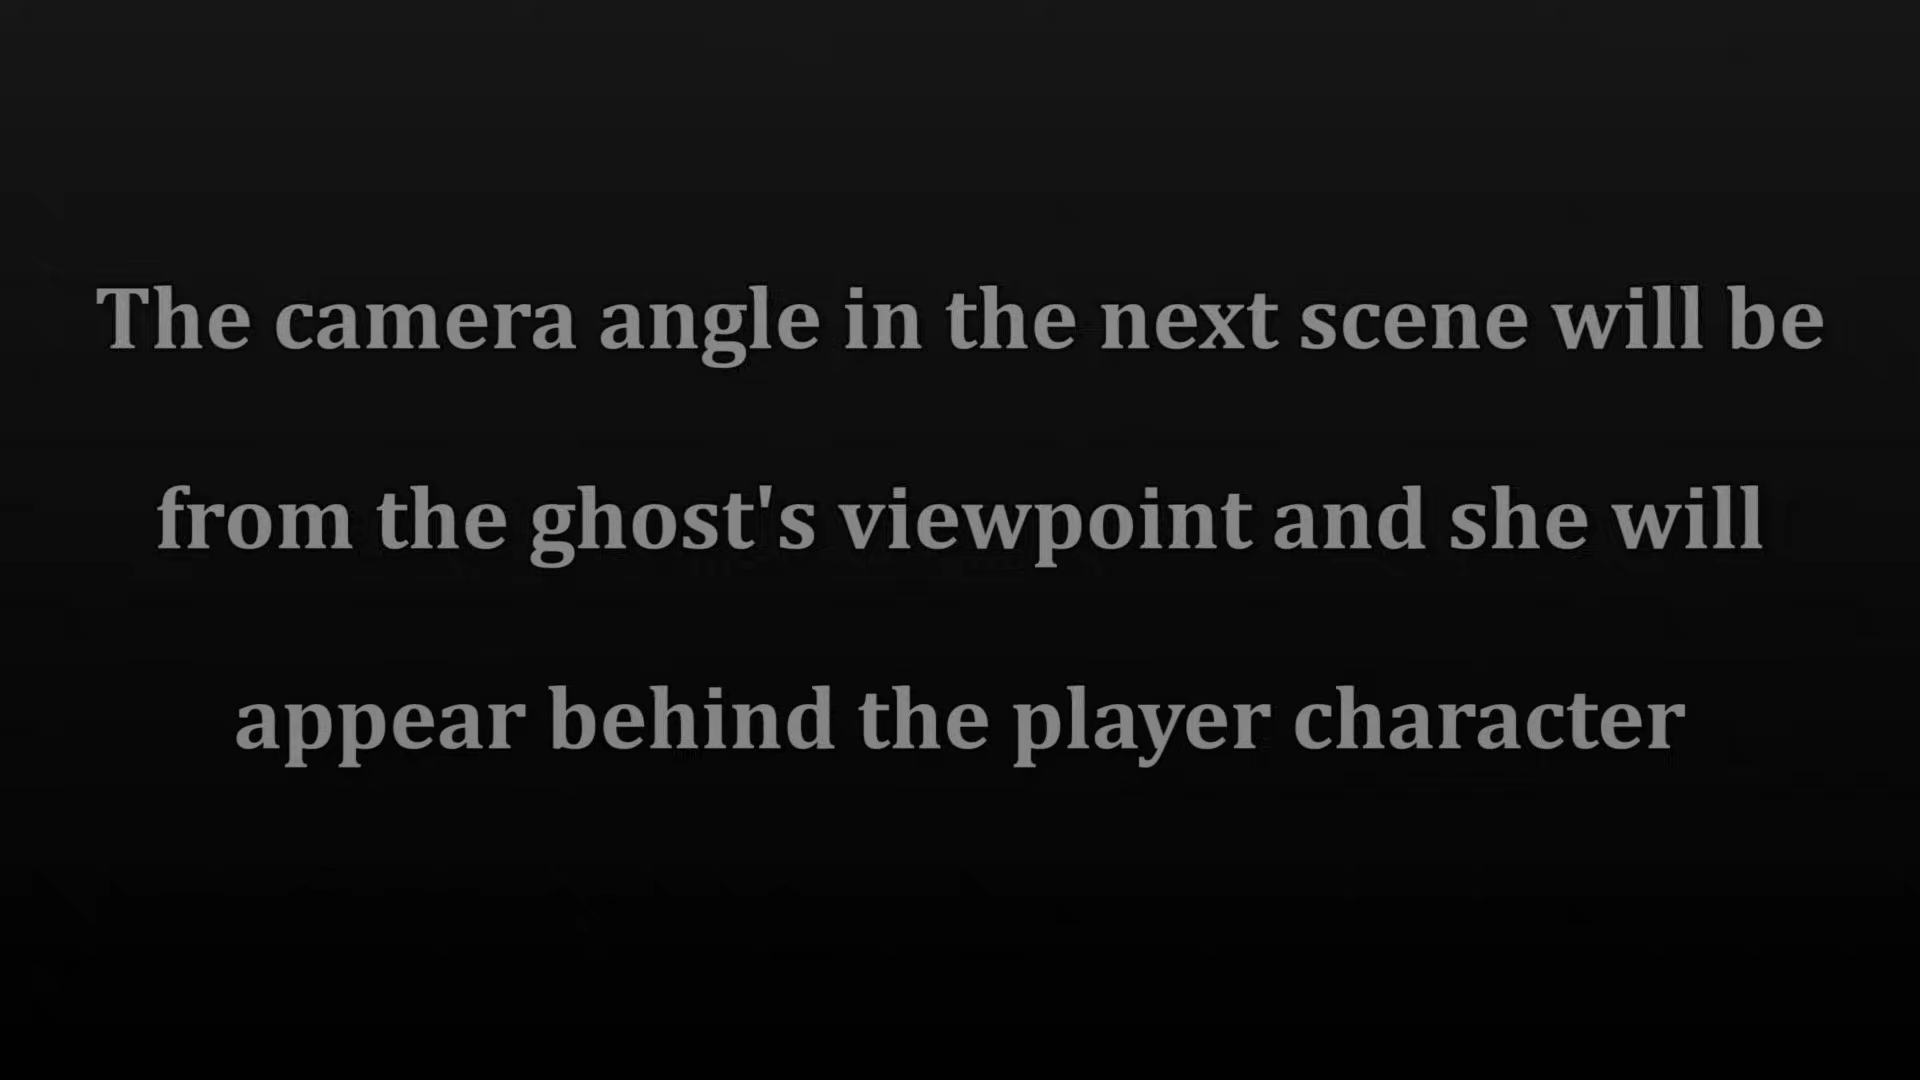 The camera angle in the next scene will be
from the ghost's viewpoint and she will
appear behind the player character